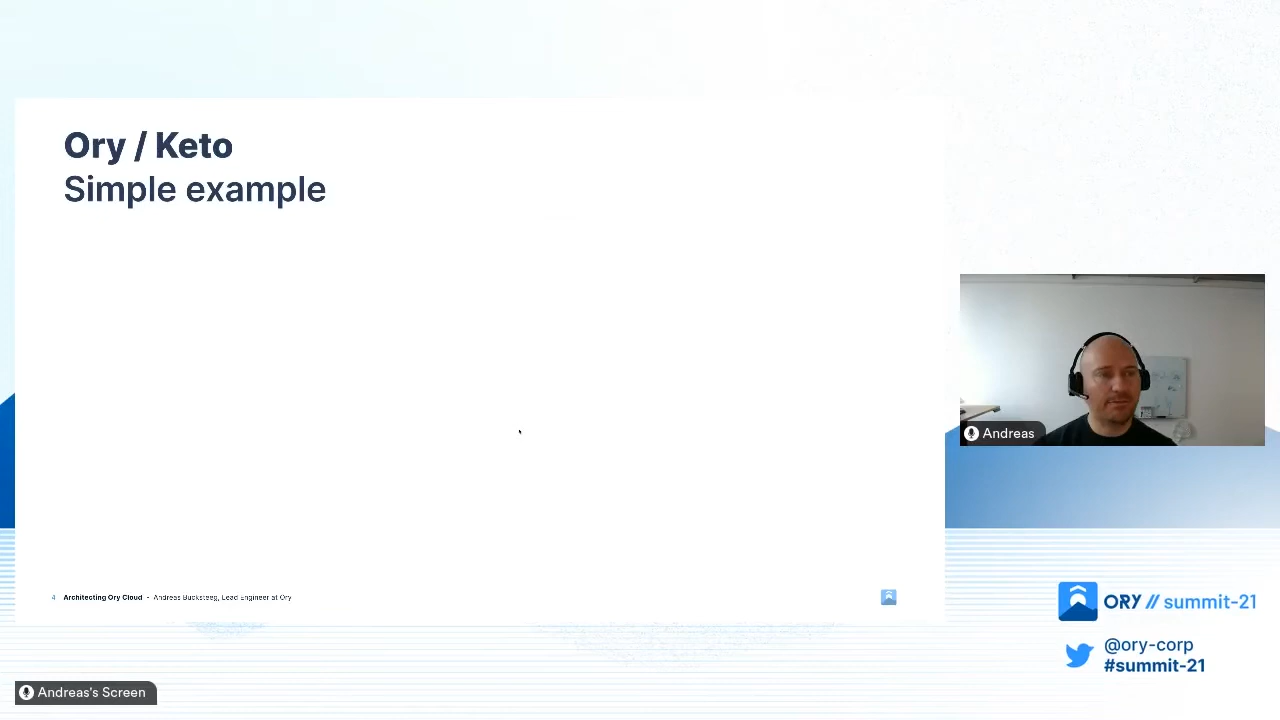 Ory / Keto
Simple example
4 Architecting Ory Cloud - Andreas Bucksteeg, Lead Engineer at Ory
Andreas
ORY // summit-21
@ory-corp
#summit-21
Andreas's Screen